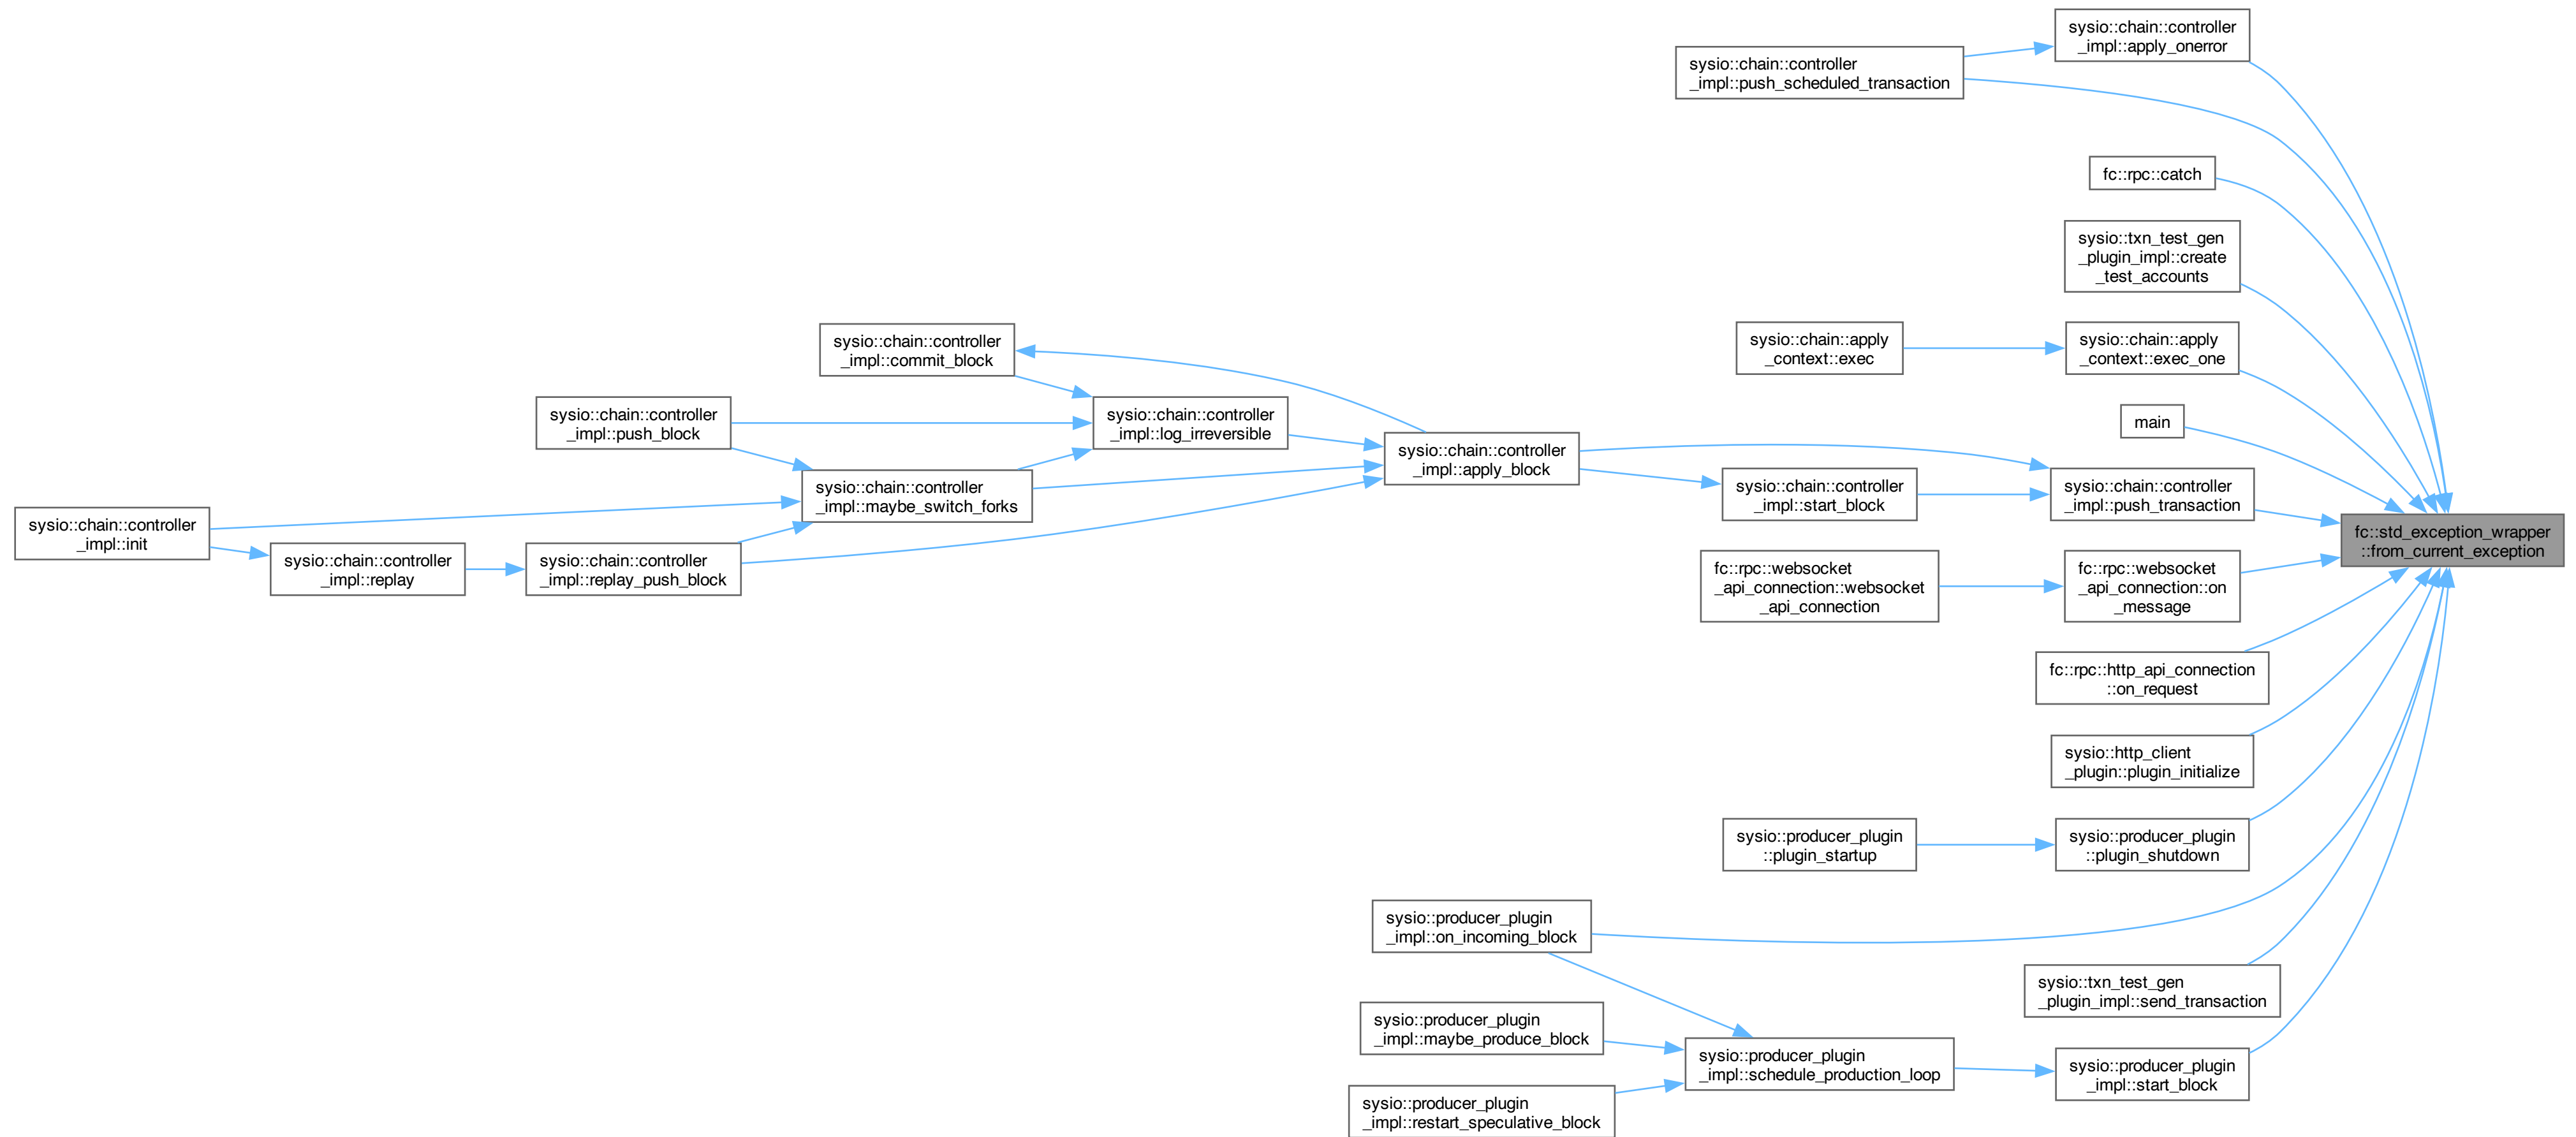 sysio::chain::controller
_impl::apply_onerror
sysio::chain::controller
_impl::push_scheduled_transaction
fc::rpc::catch
sysio::txn_test_gen
_plugin_impl::create
_test_accounts
sysio::chain::apply
_context::exec
sysio::chain::apply
_context::exec_one
sysio::chain::controller
_impl::commit_block
main
sysio::chain::controller
_impl::push_block
sysio::chain::controller
_impl::log_irreversible
sysio::chain::controller
_impl::apply_block
sysio::chain::controller
_impl::maybe_switch_forks
sysio::chain::controller
_impl::start_block
sysio::chain::controller
_impl::push_transaction
sysio::chain::controller
_impl::init
sysio::chain::controller
_impl::replay
sysio::chain::controller
_impl::replay_push_block
fc::std_exception_wrapper
::from_current_exception
fc::rpc::websocket
_api_connection::websocket
_api_connection
fc::rpc::websocket
_api_connection::on
_message
fc::rpc::http_api_connection
::on_request
sysio::http_client
_plugin::plugin_initialize
sysio::producer_plugin
::plugin_startup
sysio::producer_plugin
::plugin_shutdown
sysio::producer_plugin
_impl::on_incoming_block
sysio::txn_test_gen
_plugin_impl::send_transaction
sysio::producer_plugin
_impl::maybe_produce_block
sysio::producer_plugin
_impl::schedule_production_loop
sysio::producer_plugin
_impl::start_block
sysio::producer_plugin
_impl::restart_speculative_block